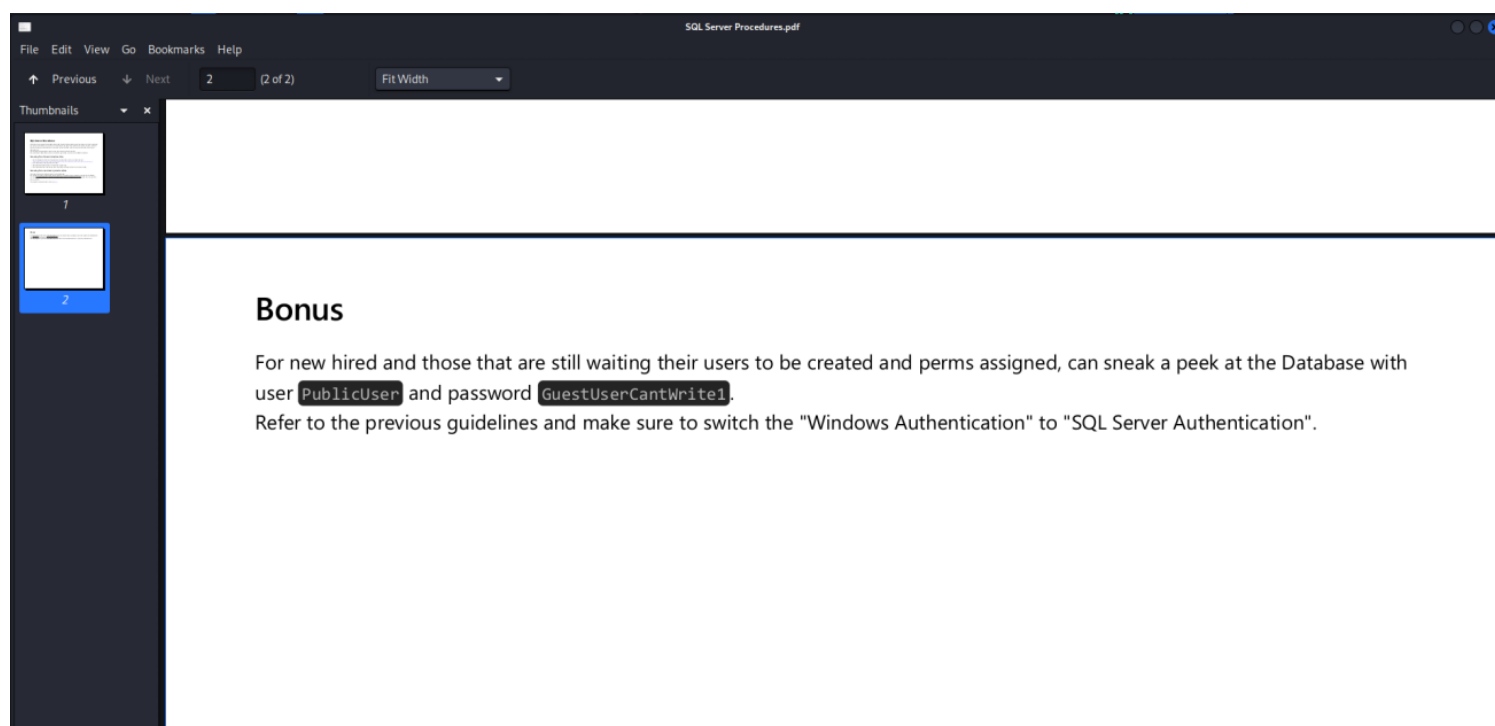 SQL Server Procedures.pdf
File Edit View Go Bookmarks Help
Previous Next 2 (2 of 2) Fit Width
Thumbnails
1
2
Bonus
For new hired and those that are still waiting their users to be created and perms assigned, can sneak a peek at the Database with
user PublicUser and password GuestUserCantWrite1.
Refer to the previous guidelines and make sure to switch the "Windows Authentication" to "SQL Server Authentication".